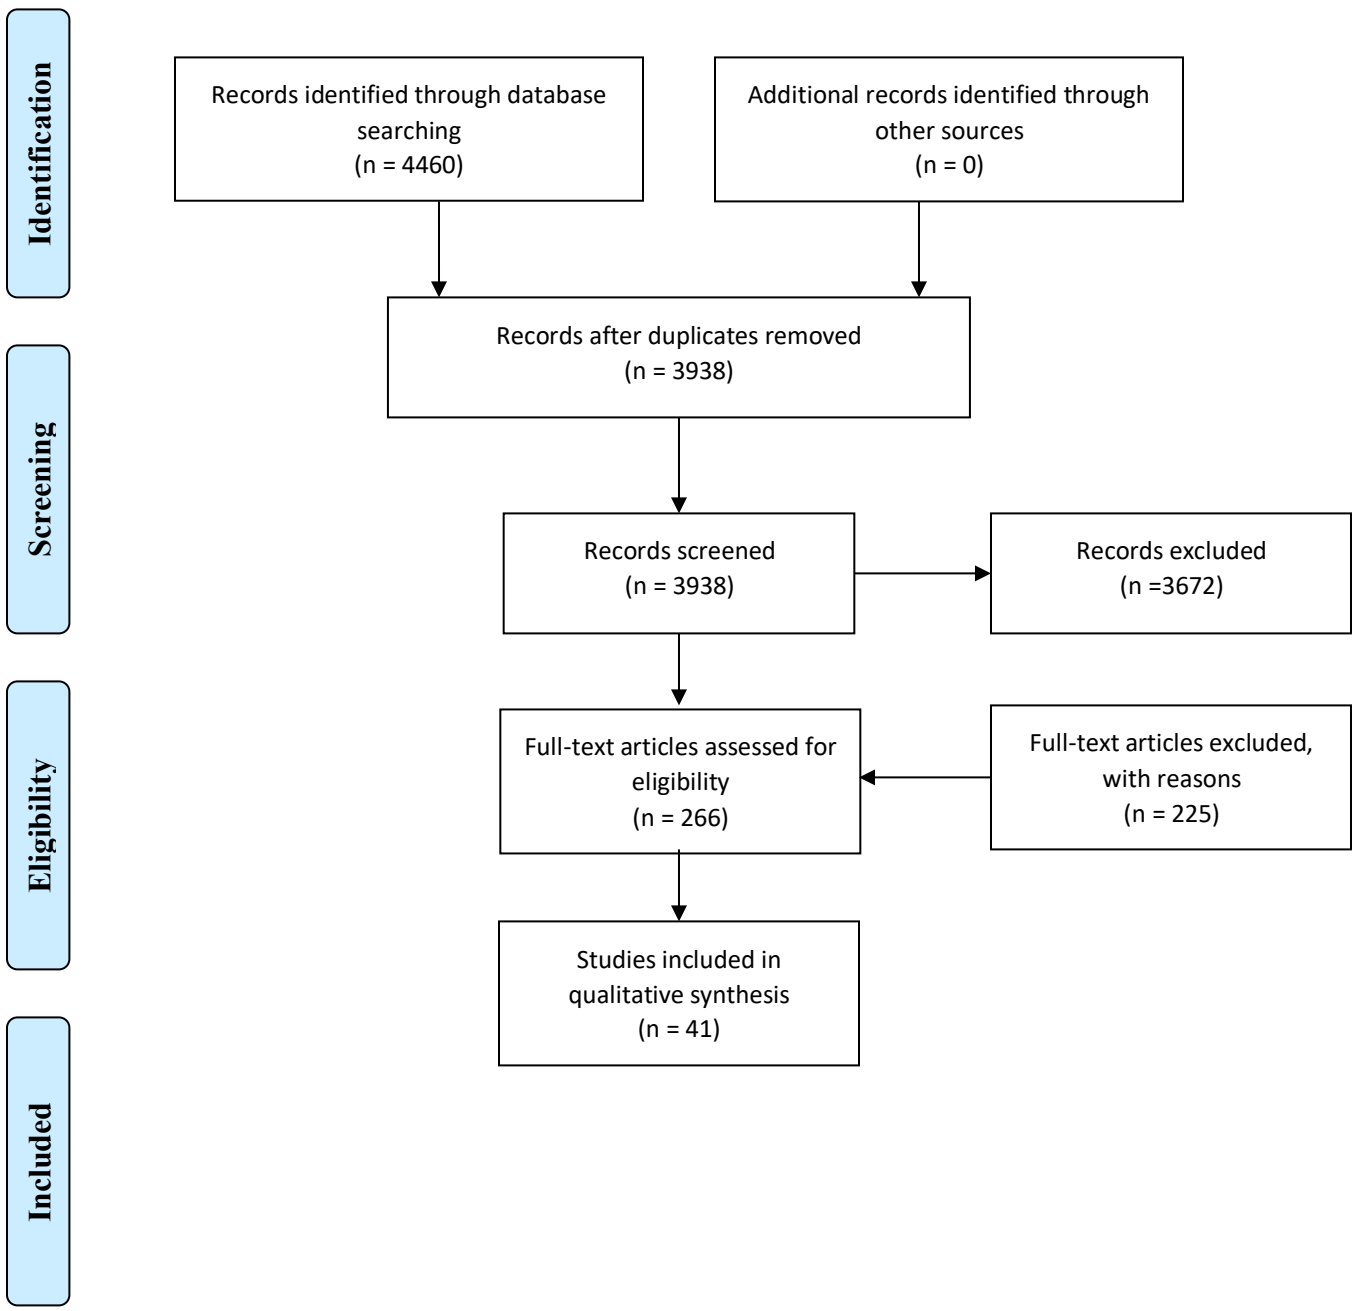 Identification
Records identified through database
searching
(n = 4460)
Additional records identified through
other sources
(n = 0)
Records after duplicates removed
(n = 3938)
Screening
Records screened
(n = 3938)
Records excluded
(n =3672)
Eligibility
Full-text articles assessed for
eligibility
(n = 266)
Full-text articles excluded,
with reasons
(n = 225)
Studies included in
qualitative synthesis
(n = 41)
Included